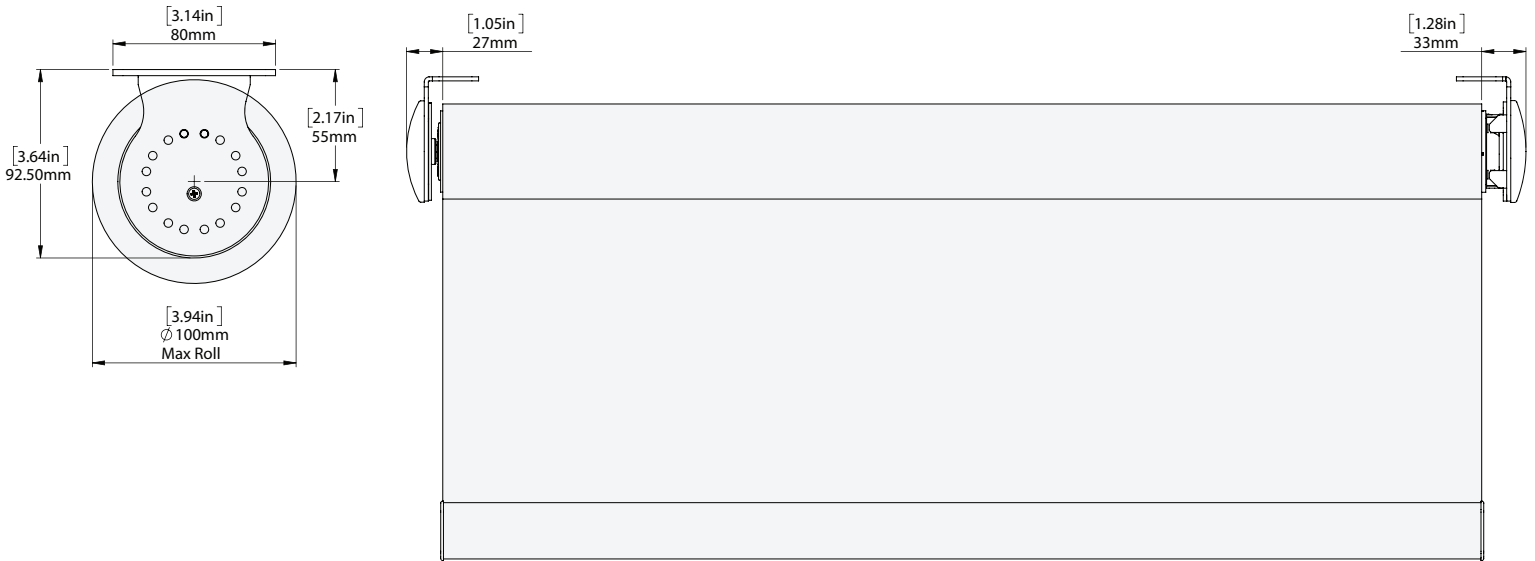 [3.14in]
80mm
[3.64in]
92.50mm
[2.17in]
55mm
[3.94in]
∅100mm
Max Roll
[1.05in]
27mm
[1.28in]
33mm